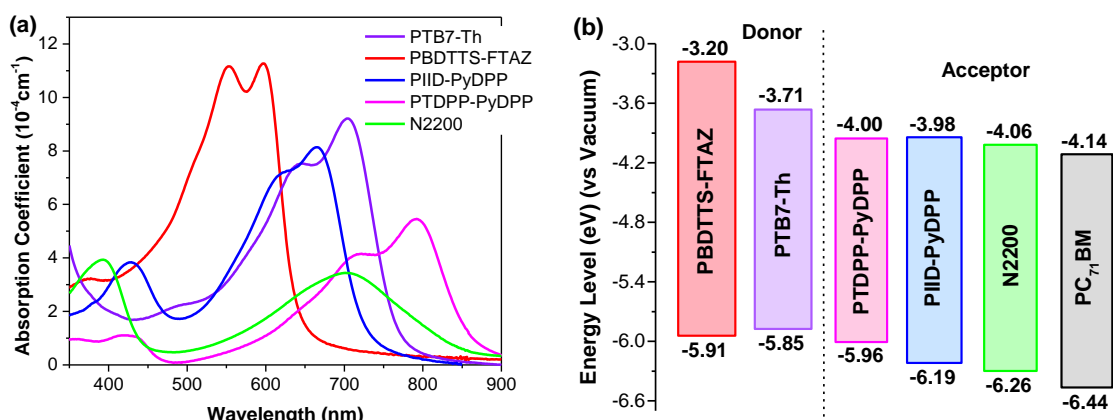 (a)
12
10
8
6
4
2
0
Absorption Coefficient (10⁻⁴cm⁻¹)
PTB7-Th
PBDTTS-FTAZ
PIID-PyDPP
PTDPP-PyDPP
N2200
400
500
600
700
800
900
Wavelength (nm)
(b)
Energy Level (eV) (vs Vacuum)
-3.0
-3.6
-4.2
-4.8
-5.4
-6.0
-6.6
Donor
Acceptor
-3.20
PBDTTS-FTAZ
-5.91
-3.71
PTB7-Th
-5.85
-4.00
PTDPP-PyDPP
-5.96
-3.98
PIID-PyDPP
-6.19
-4.06
N2200
-6.26
-4.14
PC₇₁BM
-6.44